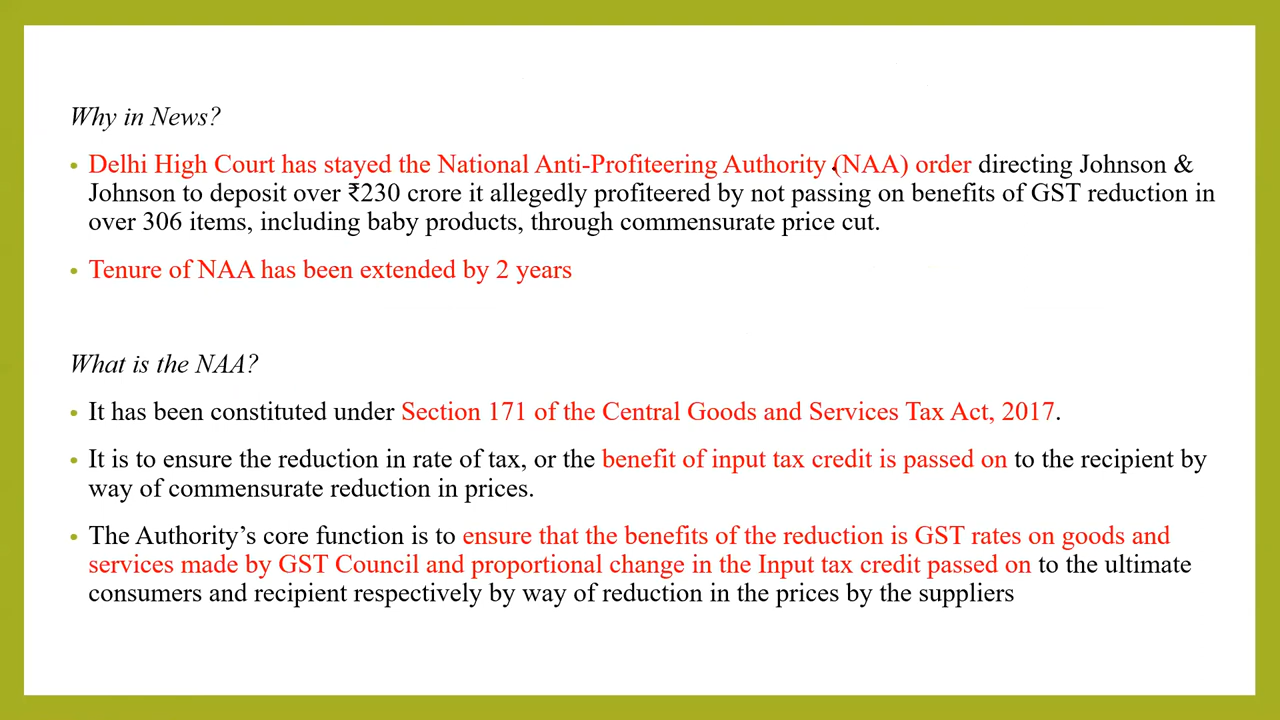 Why in News?
• Delhi High Court has stayed the National Anti-Profiteering Authority (NAA) order directing Johnson &
Johnson to deposit over ₹230 crore it allegedly profiteered by not passing on benefits of GST reduction in
over 306 items, including baby products, through commensurate price cut.
• Tenure of NAA has been extended by 2 years
What is the NAA?
• It has been constituted under Section 171 of the Central Goods and Services Tax Act, 2017.
• It is to ensure the reduction in rate of tax, or the benefit of input tax credit is passed on to the recipient by
way of commensurate reduction in prices.
• The Authority’s core function is to ensure that the benefits of the reduction is GST rates on goods and
services made by GST Council and proportional change in the Input tax credit passed on to the ultimate
consumers and recipient respectively by way of reduction in the prices by the suppliers